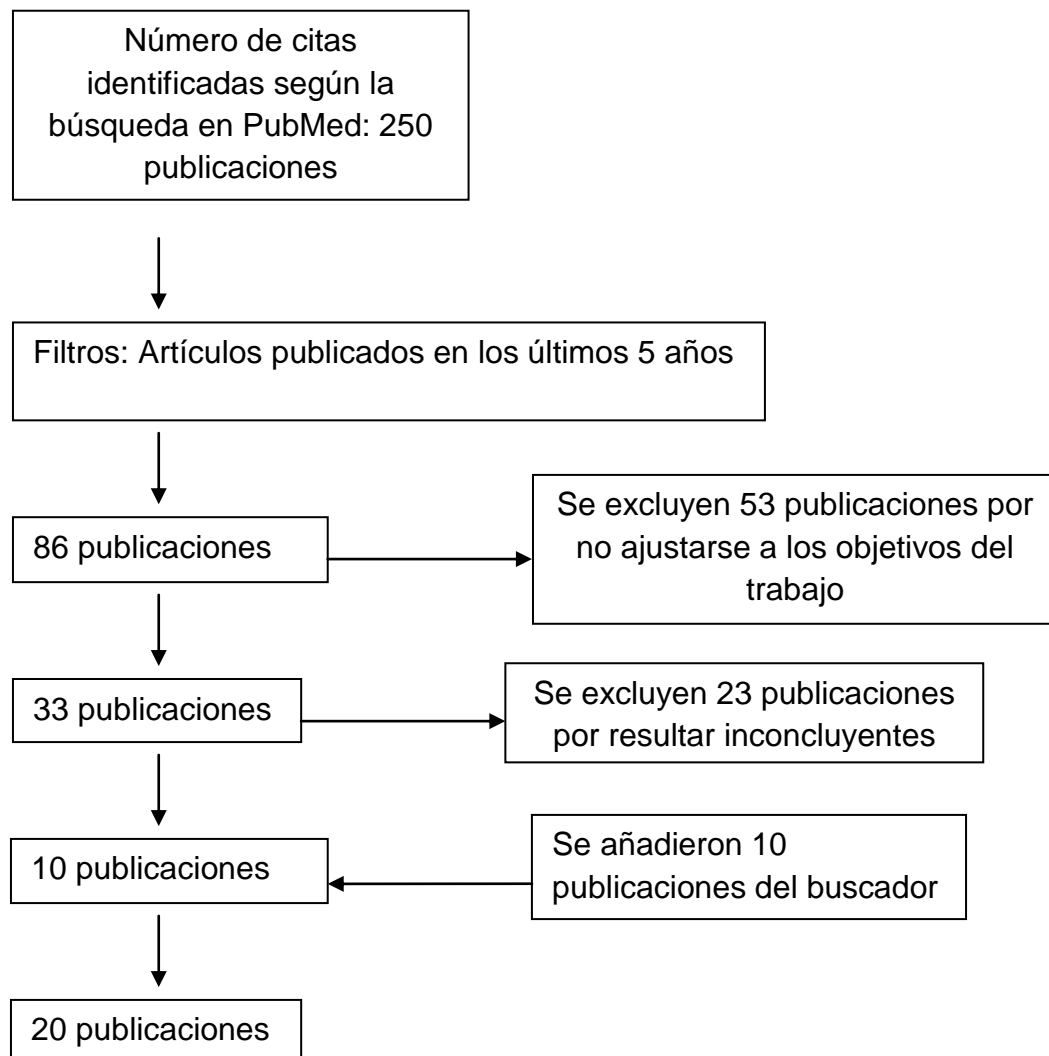 Número de citas
identificadas según la
búsqueda en PubMed: 250
publicaciones
Filtros: Artículos publicados en los últimos 5 años
86 publicaciones
Se excluyen 53 publicaciones por
no ajustarse a los objetivos del
trabajo
33 publicaciones
Se excluyen 23 publicaciones
por resultar inconcluyentes
10 publicaciones
Se añadieron 10
publicaciones del buscador
20 publicaciones